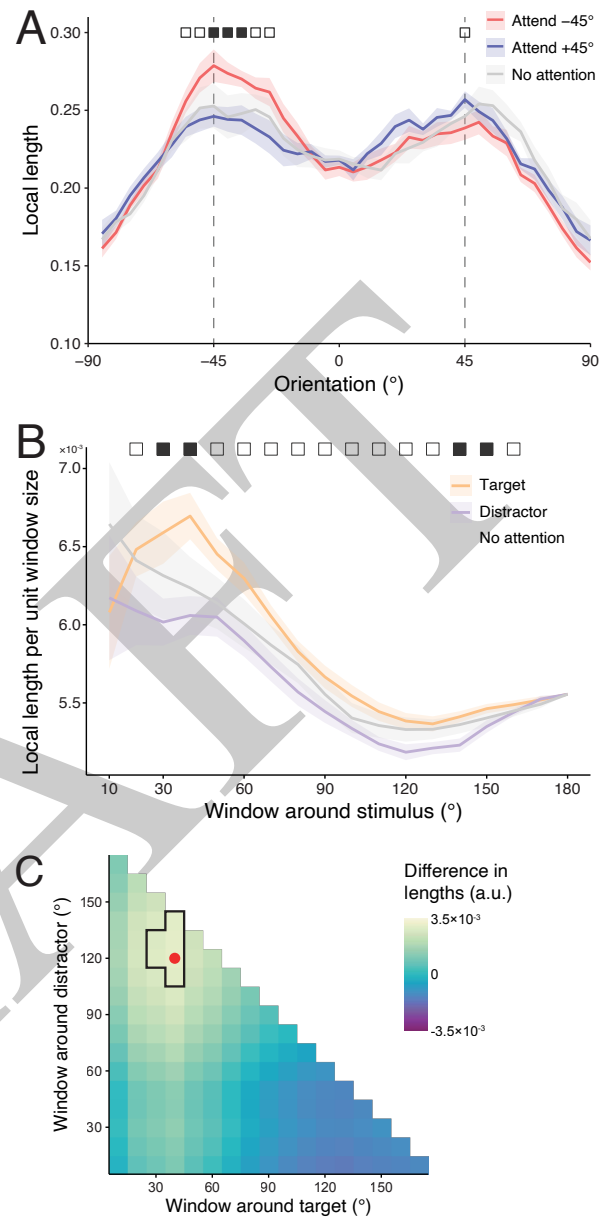 A
0.30
0.25
0.20
0.15
0.10
Local length
Attend −45°
Attend +45°
No attention
−90
−45
0
45
90
Orientation (°)
B
×10⁻³
7.0
6.5
6.0
5.5
Local length per unit window size
Target
Distractor
No attention
10
30
60
90
120
150
180
Window around stimulus (°)
C
150
90
60
30
Window around distractor (°)
Difference in
lengths (a.u.)
3.5×10⁻³
0
-3.5×10⁻³
30
60
90
120
150
Window around target (°)
AFT